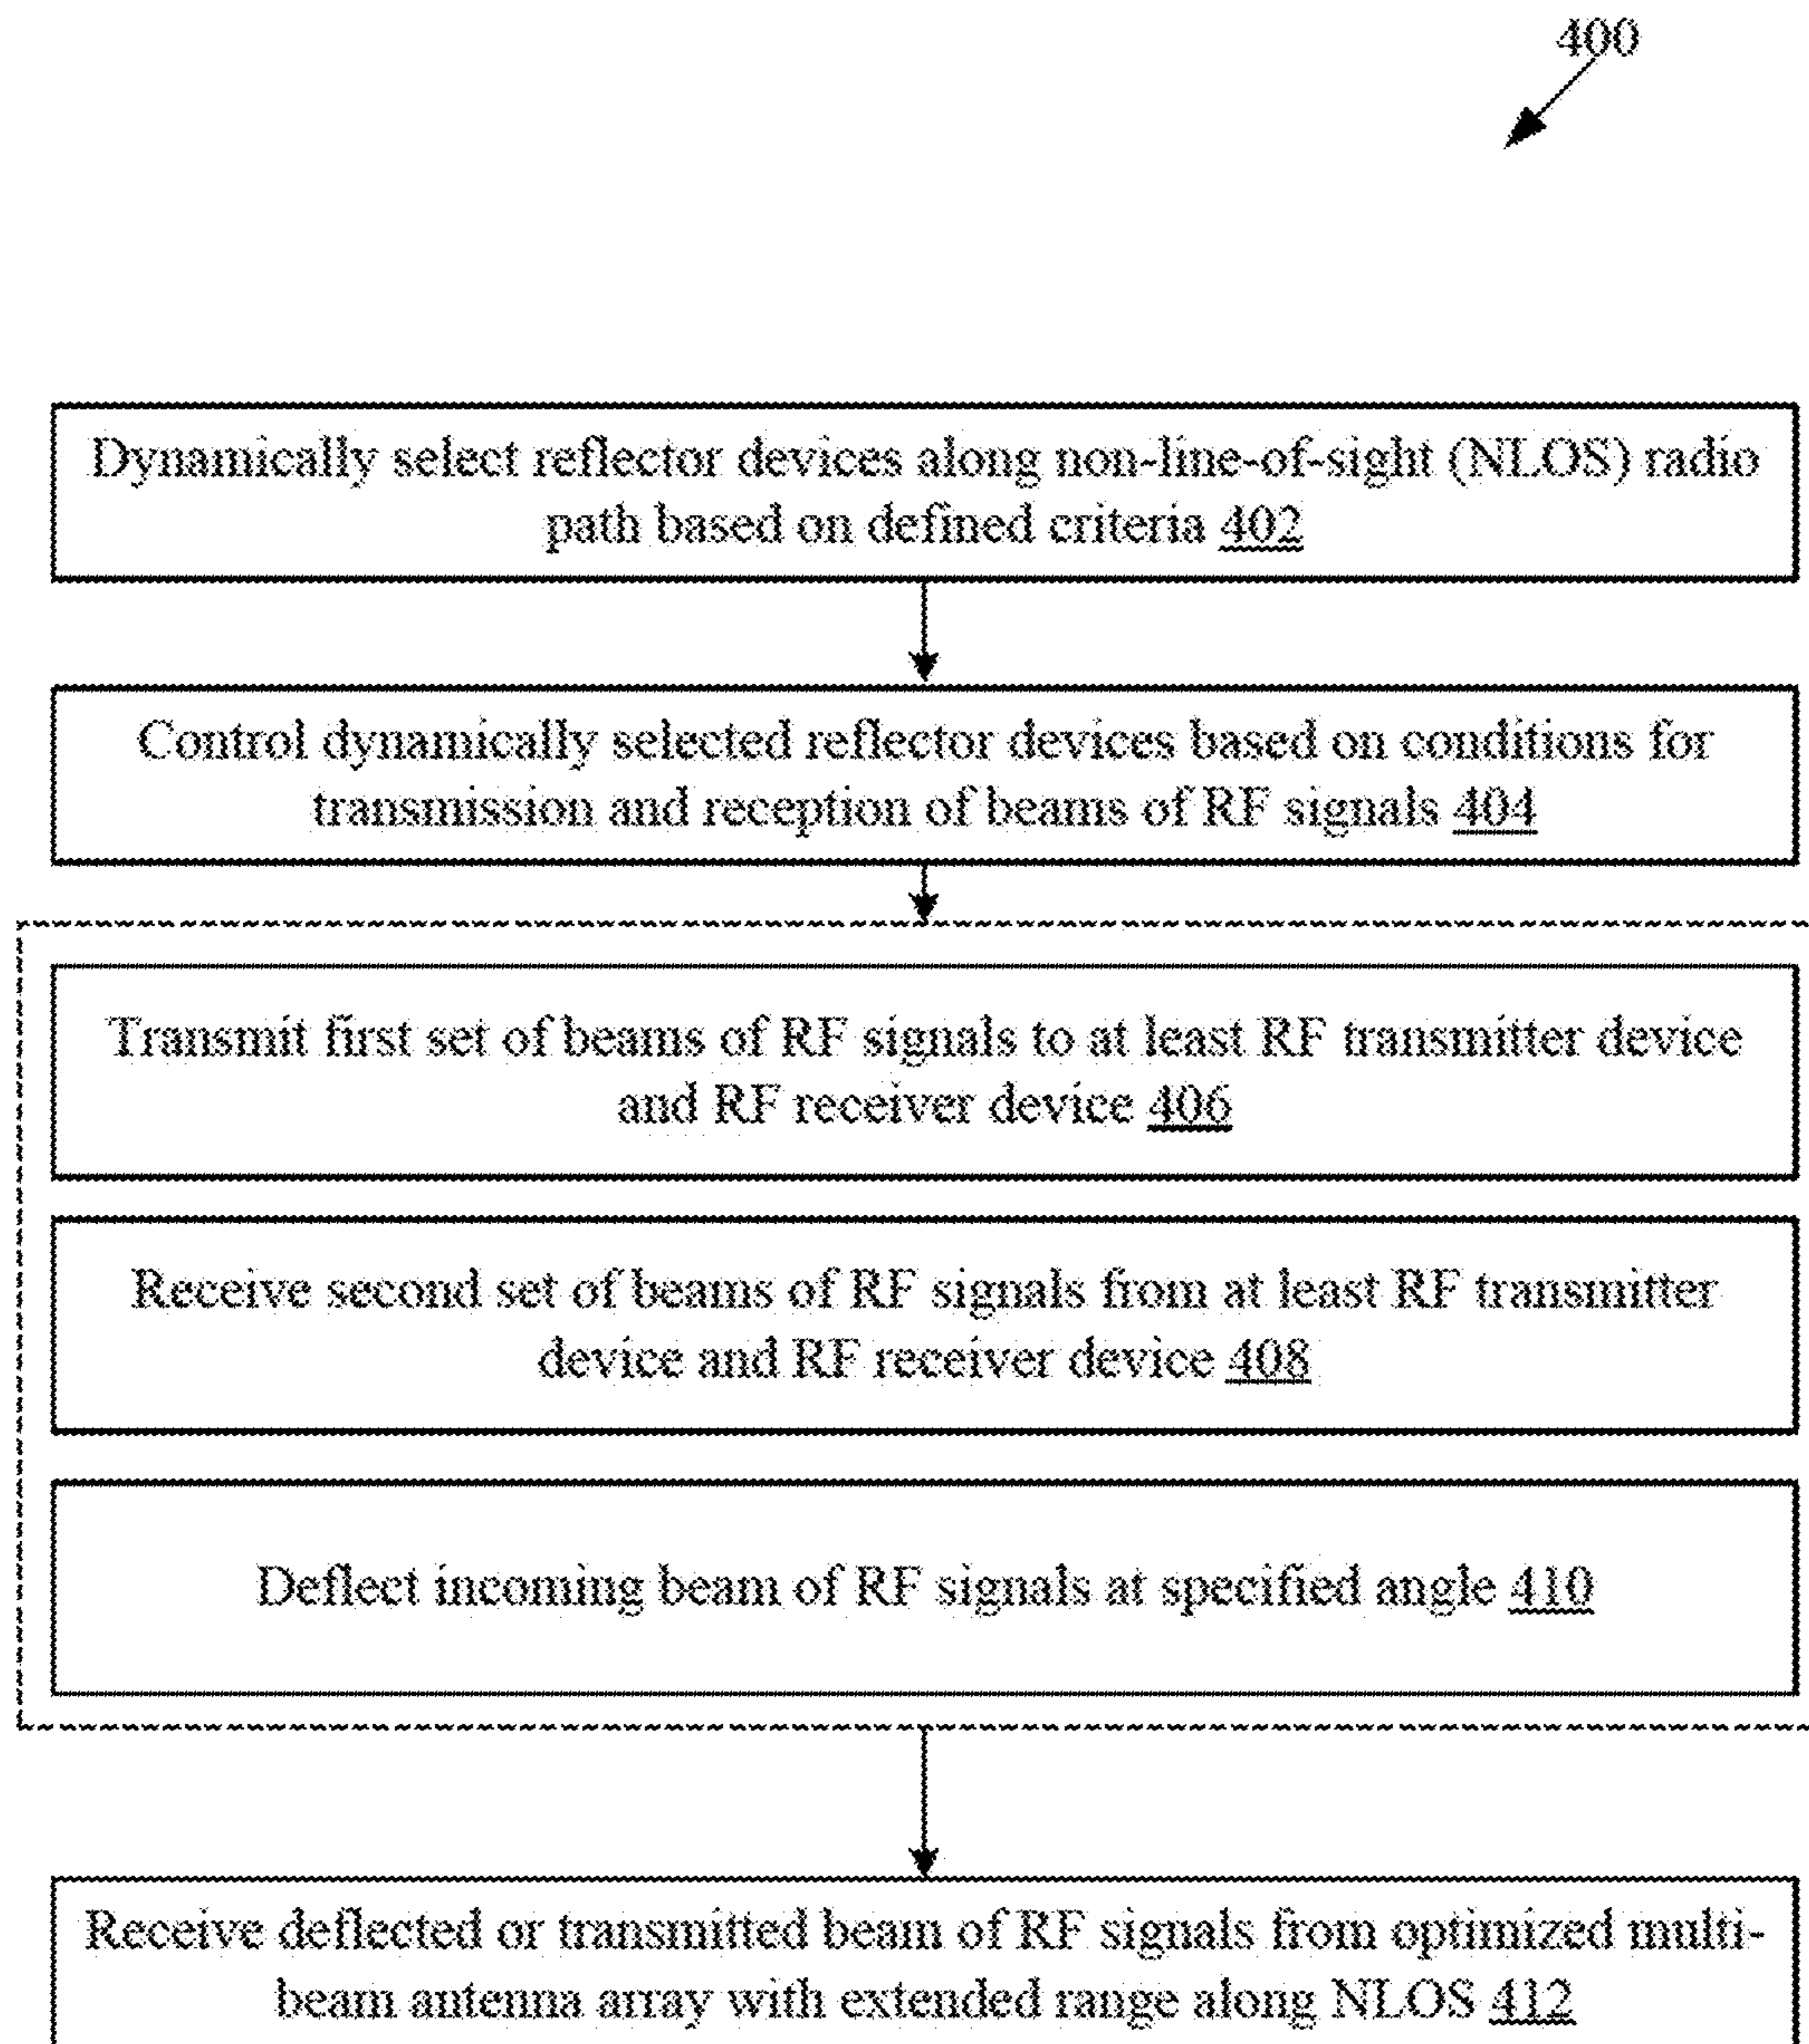 400
Dynamically select reflector devices along non-line-of-sight (NLOS) radio
path based on defined criteria 402
Control dynamically selected reflector devices based on conditions for
transmission and reception of beams of RF signals 404
Transmit first set of beams of RF signals to at least RF transmitter device
and RF receiver device 406
Receive second set of beams of RF signals from at least RF transmitter
device and RF receiver device 408
Deflect incoming beam of RF signals at specified angle 410
Receive deflected or transmitted beam of RF signals from optimized multi-
beam antenna array with extended range along NLOS 412